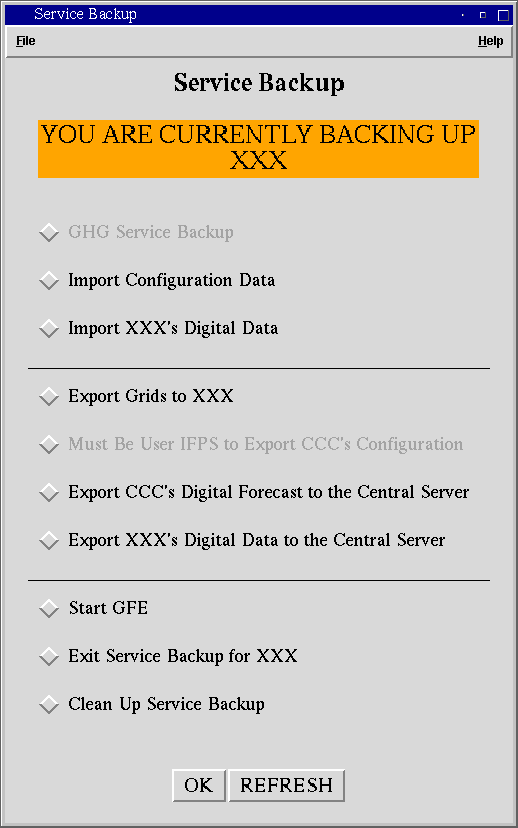 Service Backup
File Help
Service Backup
YOU ARE CURRENTLY BACKING UP
XXX
GHG Service Backup
Import Configuration Data
Import XXX's Digital Data
Export Grids to XXX
Must Be User IFPS to Export CCC's Configuration
Export CCC's Digital Forecast to the Central Server
Export XXX's Digital Data to the Central Server
Start GFE
Exit Service Backup for XXX
Clean Up Service Backup
OK REFRESH